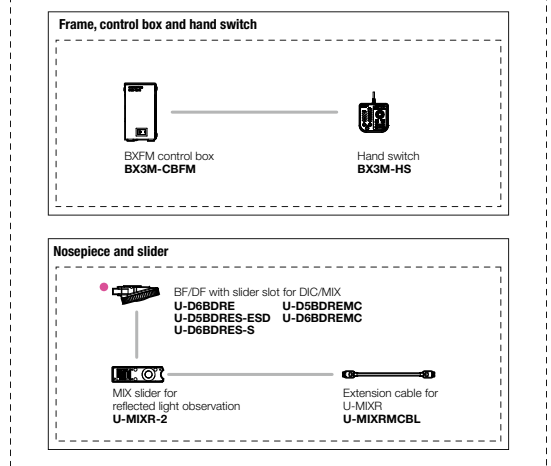 Frame, control box and hand switch
BXFM control box
BX3M-CBFM
Hand switch
BX3M-HS
Nosepiece and slider
BF/DF with slider slot for DIC/MIX
U-D6BDRE U-D5BDREMC
U-D5BDRES-ESD U-D6BDREMC
U-D6BDRES-S
MIX slider for
reflected light observation
U-MIXR-2
Extension cable for
U-MIXR
U-MIXRMCBL